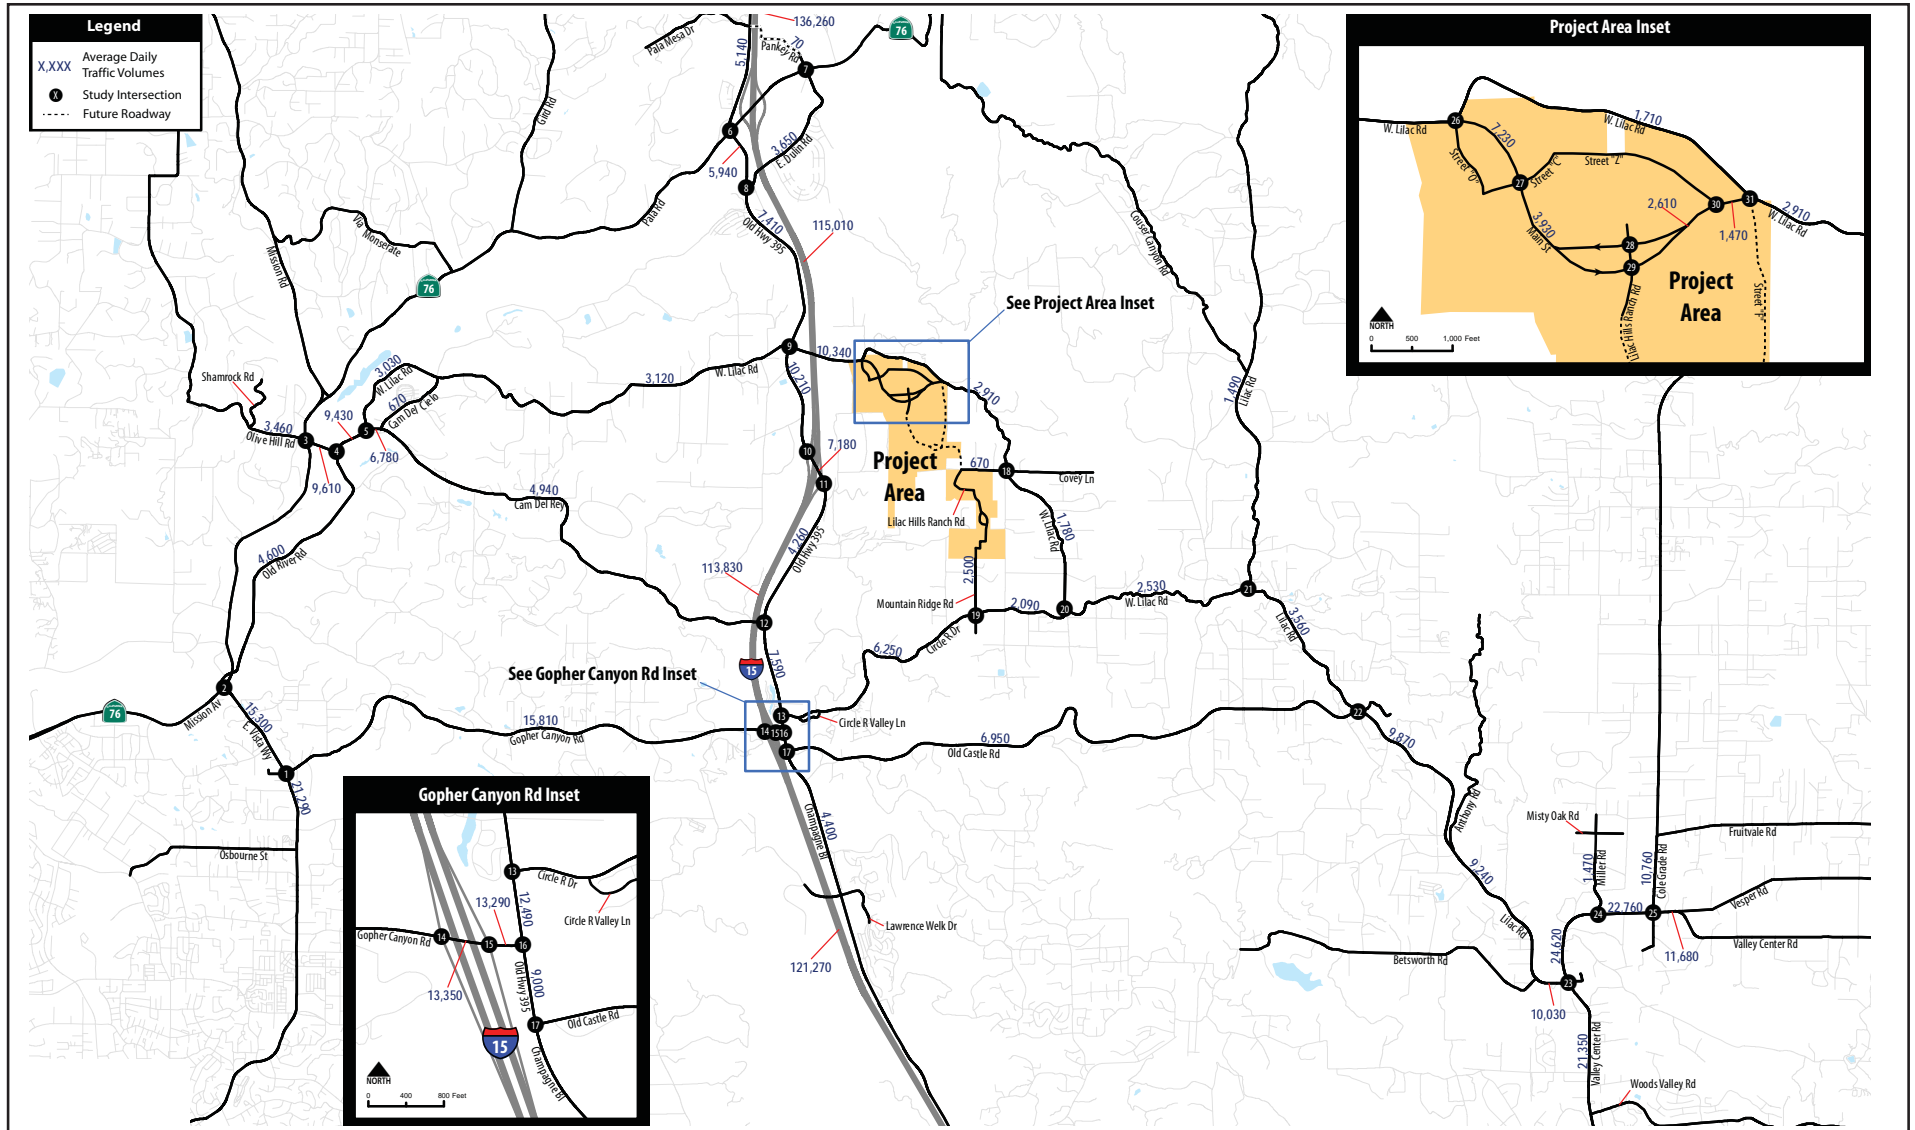 Legend
X,XXX
Average Daily
Traffic Volumes
X
Study Intersection
Future Roadway
136,260
Pala Mesa Dr
5,140
70
Pankey Rd
76
7
6
Gird Rd
3,650
E. Dulin Rd
5,940
8
Pala Rd
7,410
Old Hwy 395
115,010
Via Monserate
Mission Rd
76
Couser Canyon Rd
See Project Area Inset
9
10,340
W. Lilac Rd
3,120
10,210
3,030
W. Lilac Rd
670
Cam Del Cielo
Shamrock Rd
9,430
5
3,460
Olive Hill Rd
3
4
6,780
9,610
2,910
1,490
Lilac Rd
10
7,180
11
Project
Area
670
18
Covey Ln
Lilac Hills Ranch Rd
W. Lilac Rd
1,780
4,940
Cam Del Rey
4,260
Old Hwy 395
4,600
Old River Rd
113,830
2,500
Mountain Ridge Rd
2,090
20
2,530
W. Lilac Rd
21
19
12
3,560
Lilac Rd
Circle R Dr
6,250
15
7,590
See Gopher Canyon Rd Inset
2
Mission Av
76
15,300
E. Vista Wy
15,810
Gopher Canyon Rd
13
Circle R Valley Ln
14
15
16
17
6,950
Old Castle Rd
22
9,870
1
21,290
4,400
Champagne Bl
Osbourne St
Anthony Rd
Misty Oak Rd
Fruitvale Rd
1,470
Miller Rd
10,760
Cole Grade Rd
9,240
Vesper Rd
24
22,760
25
Lilac Rd
Lawrence Welk Dr
121,270
24,620
Valley Center Rd
11,680
Betsworth Rd
23
10,030
21,350
Valley Center Rd
Woods Valley Rd
Gopher Canyon Rd Inset
13
Circle R Dr
13,290
12,490
Circle R Valley Ln
Gopher Canyon Rd
14
15
16
13,350
Old Hwy 395
9,000
17
Old Castle Rd
15
Champagne Bl
NORTH
0 400 800 Feet
Project Area Inset
1,710
W. Lilac Rd
W. Lilac Rd
26
7,230
Street "O"
Street "C"
Street "Z"
27
2,610
30
31
2,910
W. Lilac Rd
1,470
3,930
Main St
28
29
Project
Area
Lilac Hills Ranch Rd
Street "F"
NORTH
0 500 1,000 Feet